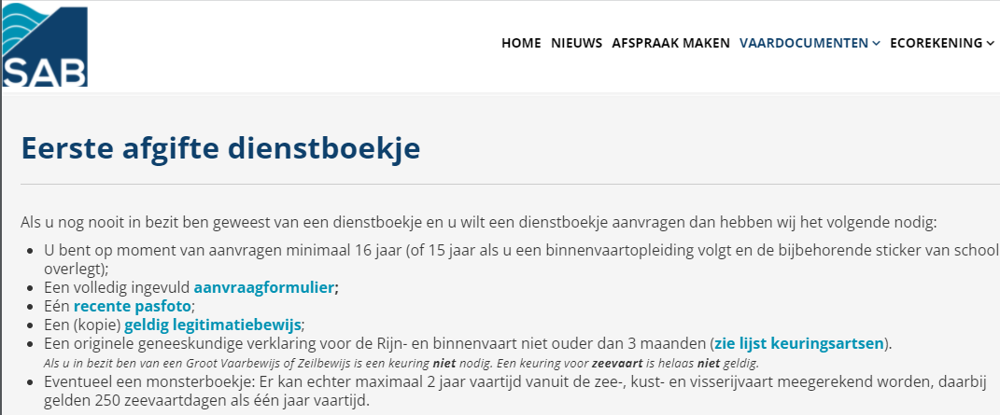 SAB
HOME NIEUWS AFSPRAAK MAKEN VAARDOCUMENTEN ECOREKENING
Eerste afgifte dienstboekje
Als u nog nooit in bezit ben geweest van een dienstboekje en u wilt een dienstboekje aanvragen dan hebben wij het volgende nodig:
• U bent op moment van aanvragen minimaal 16 jaar (of 15 jaar als u een binnenvaartopleiding volgt en de bijbehorende sticker van school
overlegt);
• Een volledig ingevuld aanvraagformulier;
• Eén recente pasfoto;
• Een (kopie) geldig legitimatiebewijs;
• Een originele geneeskundige verklaring voor de Rijn- en binnenvaart niet ouder dan 3 maanden (zie lijst keuringsartsen).
Als u in bezit ben van een Groot Vaarbewijs of Zeilbewijs is een keuring niet nodig. Een keuring voor zeevaart is helaas niet geldig.
• Eventueel een monsterboekje: Er kan echter maximaal 2 jaar vaartijd vanuit de zee-, kust- en visserijvaart meegerekend worden, daarbij
gelden 250 zeevaartdagen als één jaar vaartijd.